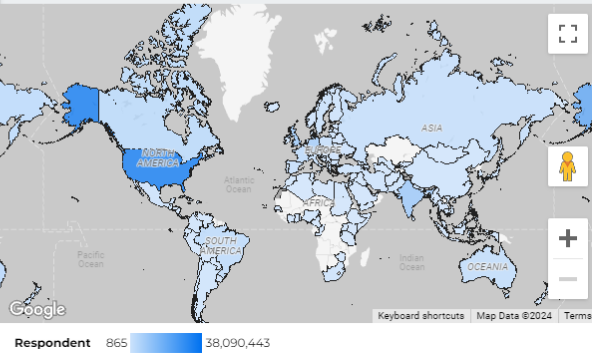 ASIA
NORTH
AMERICA
EUROPE
Atlantic
Ocean
AFRICA
SOUTH
AMERICA
Pacific
Ocean
Indian
Ocean
OCEANIA
Google
Keyboard shortcuts
Map Data ©2024
Terms
Respondent 865 38,090,443